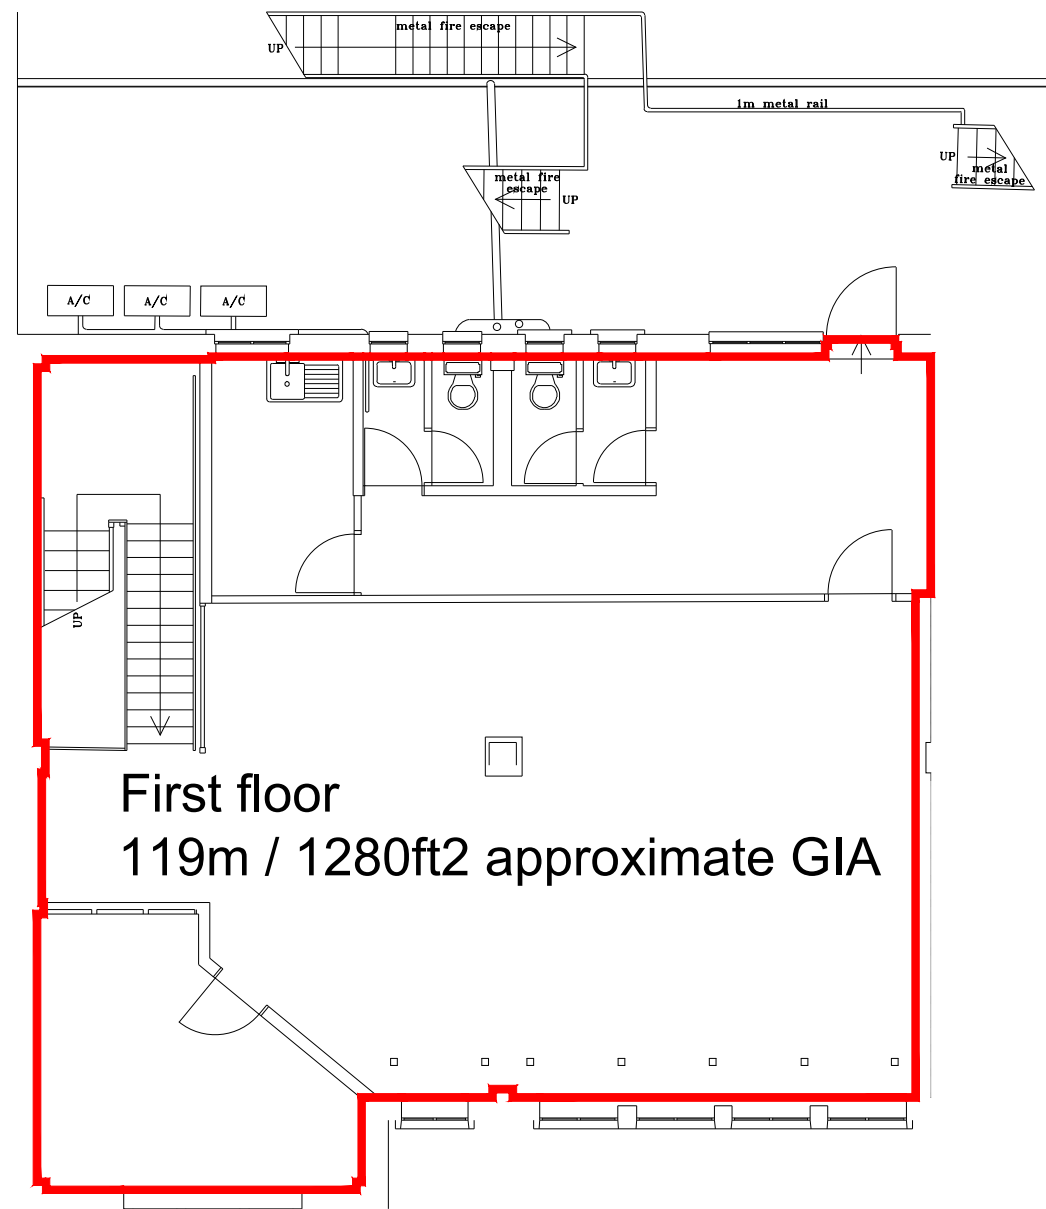 metal fire escape
UP
1m metal rail
UP
metal
fire escape
metal fire
escape
UP
A/C
A/C
A/C
UP
First floor
119m / 1280ft2 approximate GIA